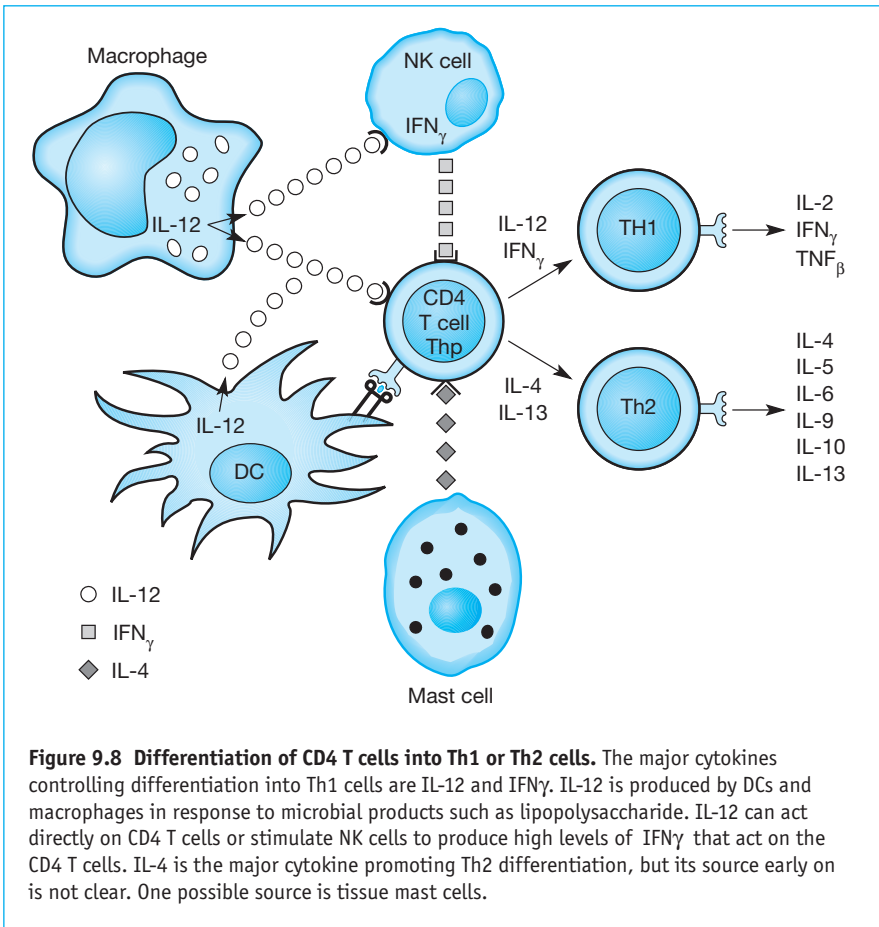 Macrophage
NK cell
IFNγ
IL-12
IL-12
IFNγ
TH1
IL-2
IFNγ
TNFβ
CD4
T cell
Thp
IL-4
IL-13
Th2
IL-4
IL-5
IL-6
IL-9
IL-10
IL-13
IL-12
DC
IL-12
IFNγ
IL-4
Mast cell
Figure 9.8 Differentiation of CD4 T cells into Th1 or Th2 cells. The major cytokines
controlling differentiation into Th1 cells are IL-12 and IFNγ. IL-12 is produced by DCs and
macrophages in response to microbial products such as lipopolysaccharide. IL-12 can act
directly on CD4 T cells or stimulate NK cells to produce high levels of IFNγ that act on the
CD4 T cells. IL-4 is the major cytokine promoting Th2 differentiation, but its source early on
is not clear. One possible source is tissue mast cells.